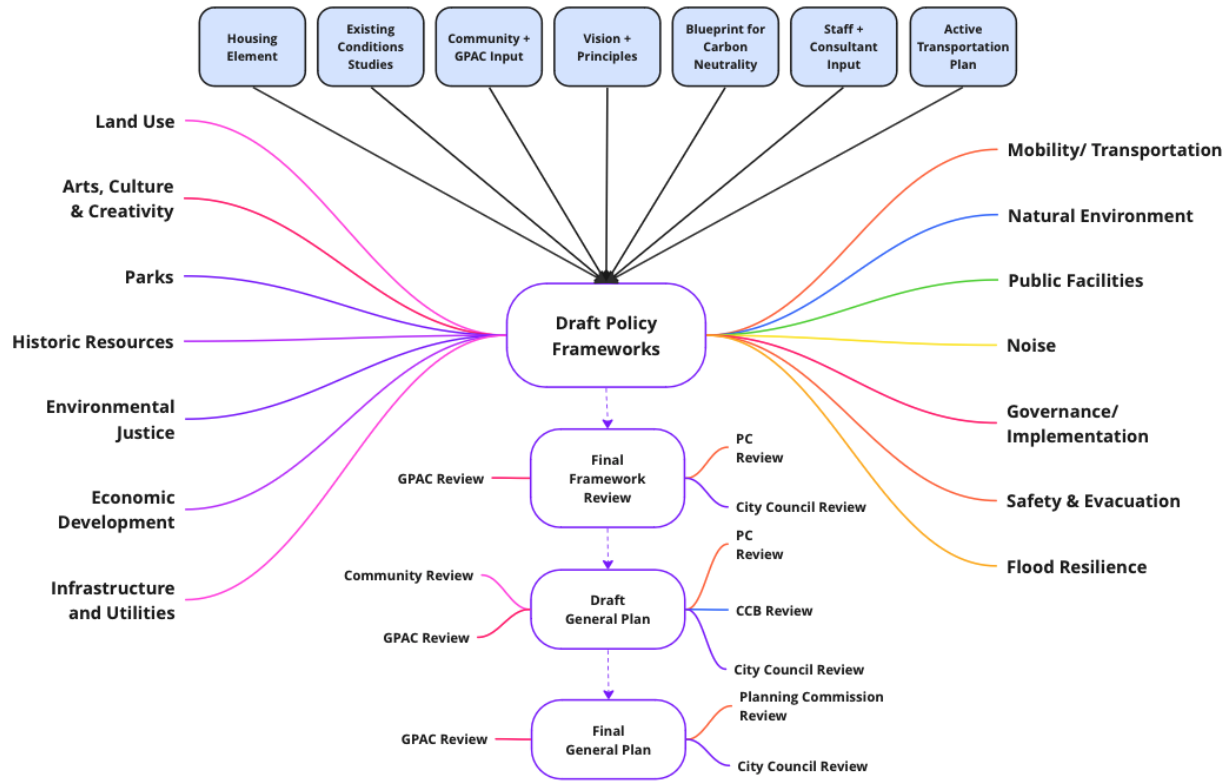 Housing
Element
Existing
Conditions
Studies
Community +
GPAC Input
Vision +
Principles
Blueprint for
Carbon
Neutrality
Staff +
Consultant
Input
Active
Transportation
Plan
Land Use
Arts, Culture
& Creativity
Parks
Historic Resources
Environmental
Justice
Economic
Development
Infrastructure
and Utilities
Draft Policy
Frameworks
Mobility/ Transportation
Natural Environment
Public Facilities
Noise
Governance/
Implementation
Safety & Evacuation
Flood Resilience
GPAC Review
Final
Framework
Review
PC
Review
City Council Review
Community Review
GPAC Review
Draft
General Plan
PC
Review
CCB Review
City Council Review
GPAC Review
Final
General Plan
Planning Commission
Review
City Council Review